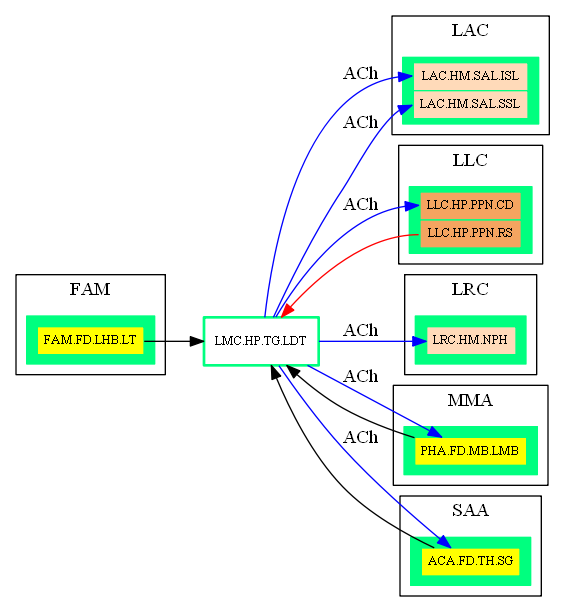 LAC
ACh
LAC.HM.SAL.ISL
LAC.HM.SAL.SSL
ACh
LLC
ACh
LLC.HP.PPN.CD
LLC.HP.PPN.RS
FAM
FAM.FD.LHB.LT
LMC.HP.TG.LDT
LRC
ACh
LRC.HM.NPH
ACh
MMA
PHA.FD.MB.LMB
ACh
SAA
ACA.FD.TH.SG